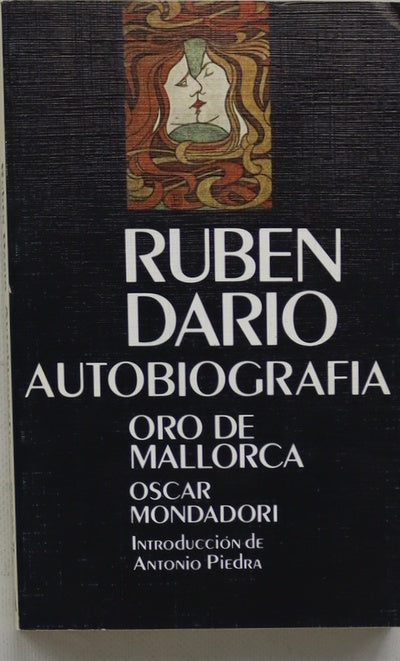 RUBEN
DARIO
AUTOBIOGRAFIA
ORO DE
MALLORCA
OSCAR
MONDADORI
INTRODUCCIÓN DE
ANTONIO PIEDRA